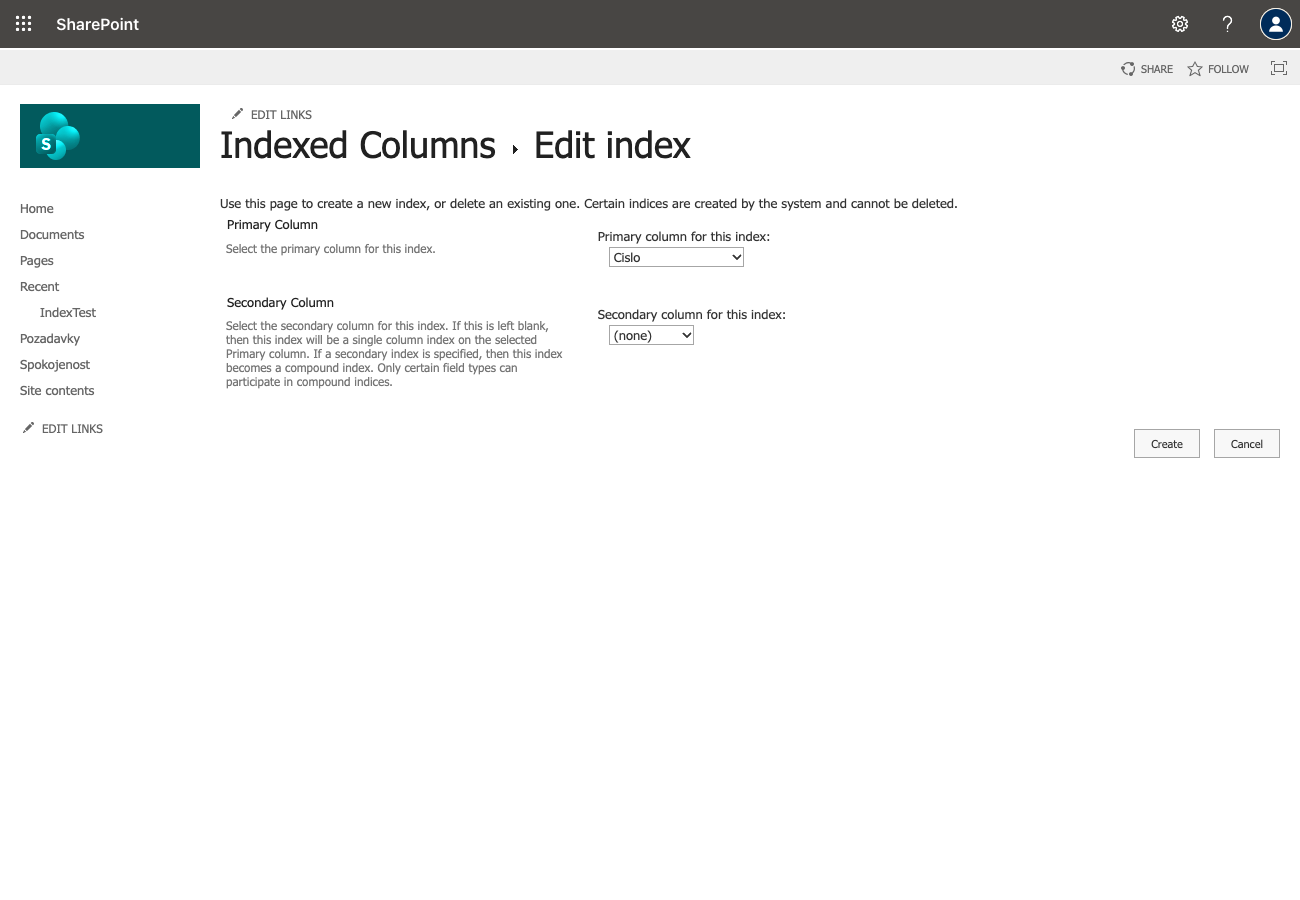 SharePoint
SHARE
FOLLOW
S
EDIT LINKS
Indexed Columns
Edit index
Home
Documents
Pages
Recent
IndexTest
Pozadavky
Spokojenost
Site contents
EDIT LINKS
Use this page to create a new index, or delete an existing one. Certain indices are created by the system and cannot be deleted.
Primary Column
Select the primary column for this index.
Primary column for this index:
Cislo
Secondary Column
Select the secondary column for this index. If this is left blank,
then this index will be a single column index on the selected
Primary column. If a secondary index is specified, then this index
becomes a compound index. Only certain field types can
participate in compound indices.
Secondary column for this index:
(none)
Create
Cancel